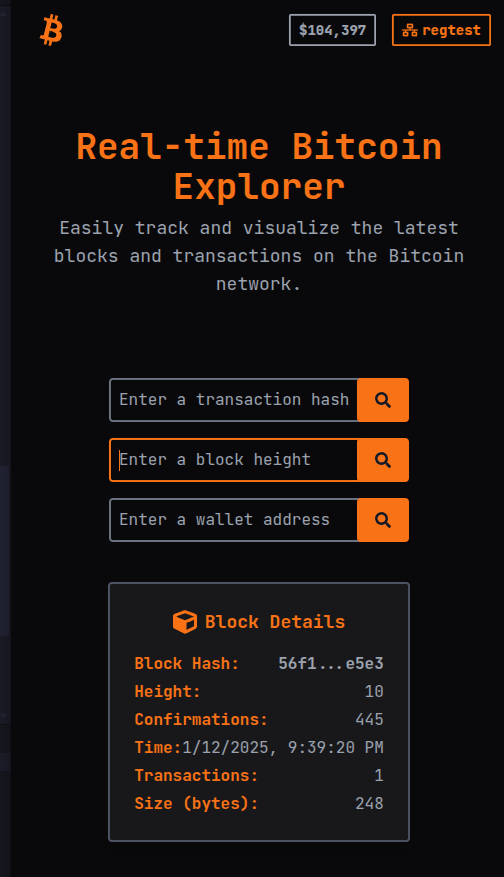 $104,397 regtest
Real-time Bitcoin
Explorer
Easily track and visualize the latest
blocks and transactions on the Bitcoin
network.
Enter a transaction hash
Enter a block height
Enter a wallet address
Block Details
Block Hash: 56f1...e5e3
Height: 10
Confirmations: 445
Time:1/12/2025, 9:39:20 PM
Transactions: 1
Size (bytes): 248